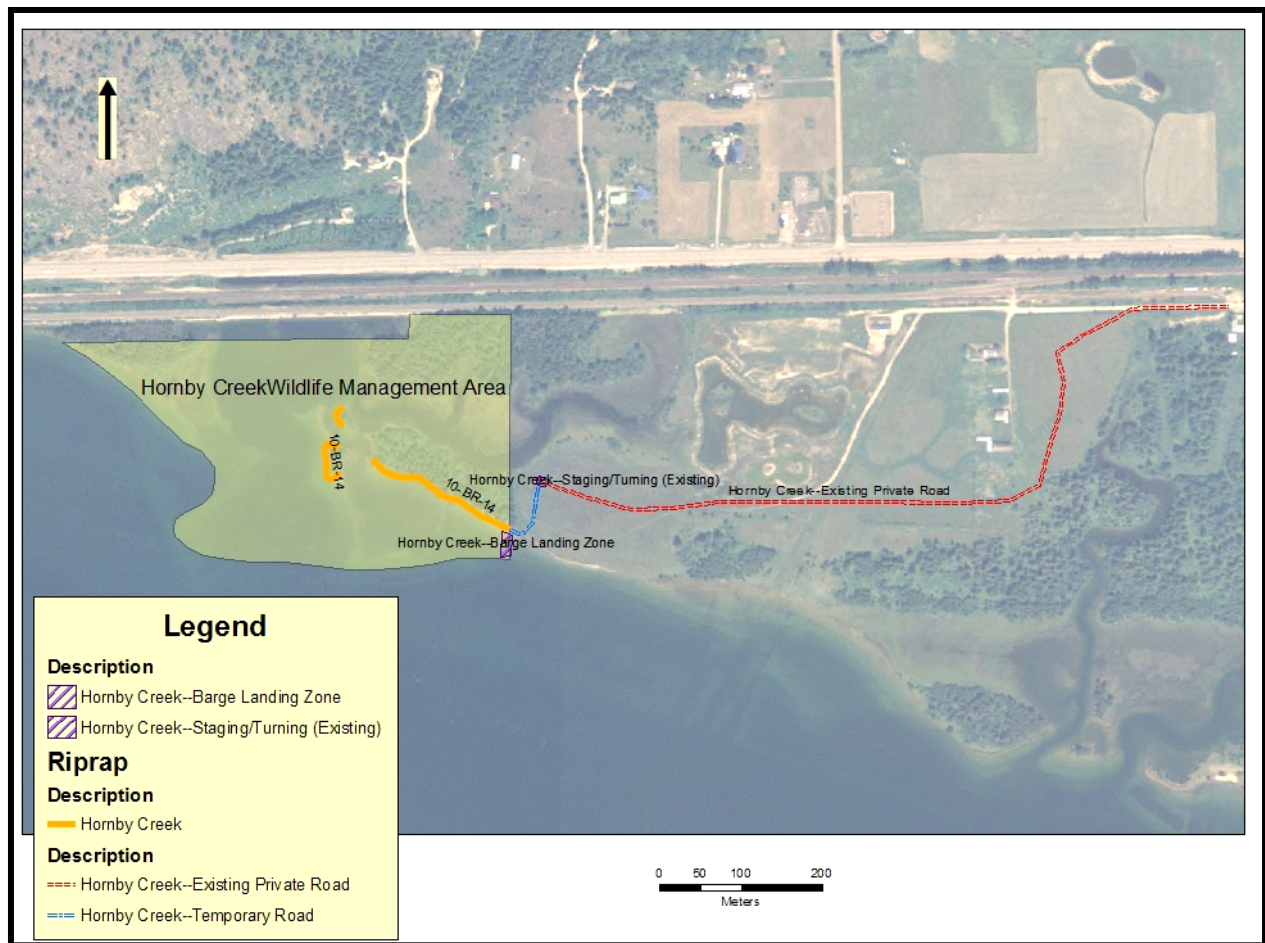 Hornby CreekWildlife Management Area
10-BR-14
10-BR-14
Hornby Creek--Staging/Turning (Existing)
Hornby Creek--Existing Private Road
Hornby Creek--Barge Landing Zone
Legend
Description
Hornby Creek--Barge Landing Zone
Hornby Creek--Staging/Turning (Existing)
Riprap
Description
Hornby Creek
Description
Hornby Creek--Existing Private Road
Hornby Creek--Temporary Road
0 50 100 200
Meters